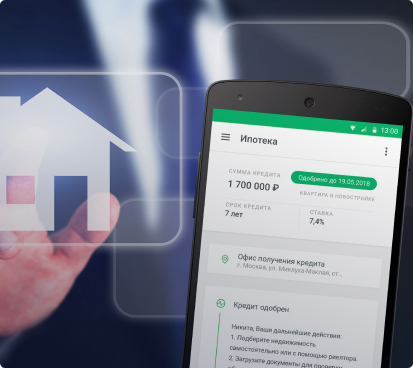 13:00
Ипотека
СУММА КРЕДИТА
Одобрено до 19.05.2018
1 700 000 ₽
КВАРТИРА В НОВОСТРОЙКЕ
СРОК КРЕДИТА
СТАВКА
7 лет
7,4%
Офис получения кредита
г. Москва, ул. Миклуха-Маклая, ст...
Кредит одобрен
Никита, Ваши дальнейшие действия:
1. Подберите недвижимость
самостоятельно или с помощью риелтора.
2. Загрузите документы для проверки